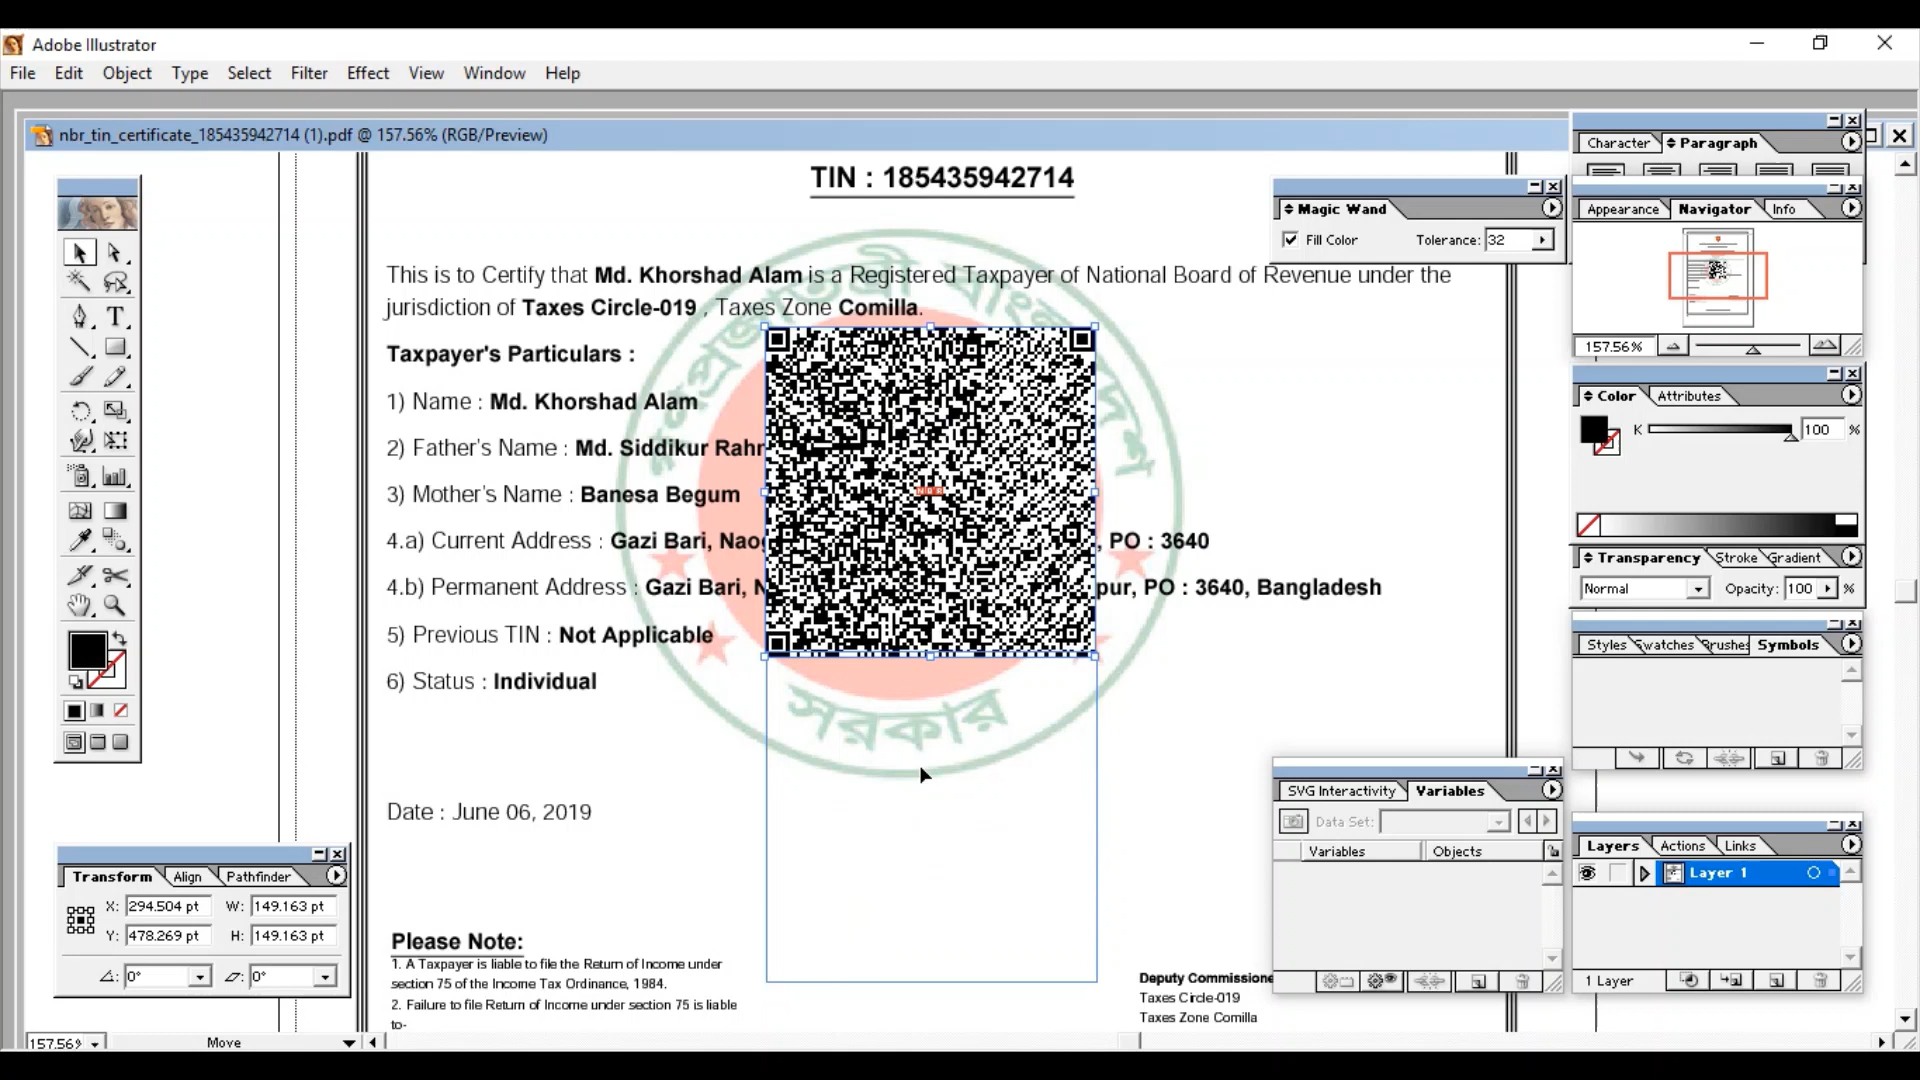 Adobe Illustrator
File Edit Object Type Select Filter Effect View Window Help
nbr_tin_certificate_185435942714 (1).pdf @ 157.56% (RGB/Preview)
TIN : 185435942714
This is to Certify that Md. Khorshad Alam is a Registered Taxpayer of National Board of Revenue under the
jurisdiction of Taxes Circle-019 , Taxes Zone Comilla.
Taxpayer's Particulars :
1) Name : Md. Khorshad Alam
2) Father's Name : Md. Siddikur Rahm
3) Mother's Name : Banesa Begum
4.a) Current Address : Gazi Bari, Naog , PO : 3640
4.b) Permanent Address : Gazi Bari, N pur, PO : 3640, Bangladesh
5) Previous TIN : Not Applicable
6) Status : Individual
গণপ্রজাতন্ত্রী বাংলাদেশ
সরকার
NBR
Date : June 06, 2019
Please Note:
1. A Taxpayer is liable to file the Return of Income under
section 75 of the Income Tax Ordinance, 1984.
2. Failure to file Return of Income under section 75 is liable
to-
Deputy Commissione
Taxes Circle-019
Taxes Zone Comilla
Character Paragraph
Magic Wand
Fill Color Tolerance: 32
Appearance Navigator Info
157.56%
Color Attributes
K 100 %
Transparency Stroke Gradient
Normal Opacity: 100 %
Styles Swatches Brushes Symbols
SVG Interactivity Variables
Data Set:
Variables Objects
Layers Actions Links
Layer 1
1 Layer
Transform Align Pathfinder
X: 294.504 pt W: 149.163 pt
Y: 478.269 pt H: 149.163 pt
0° 0°
157.56% Move